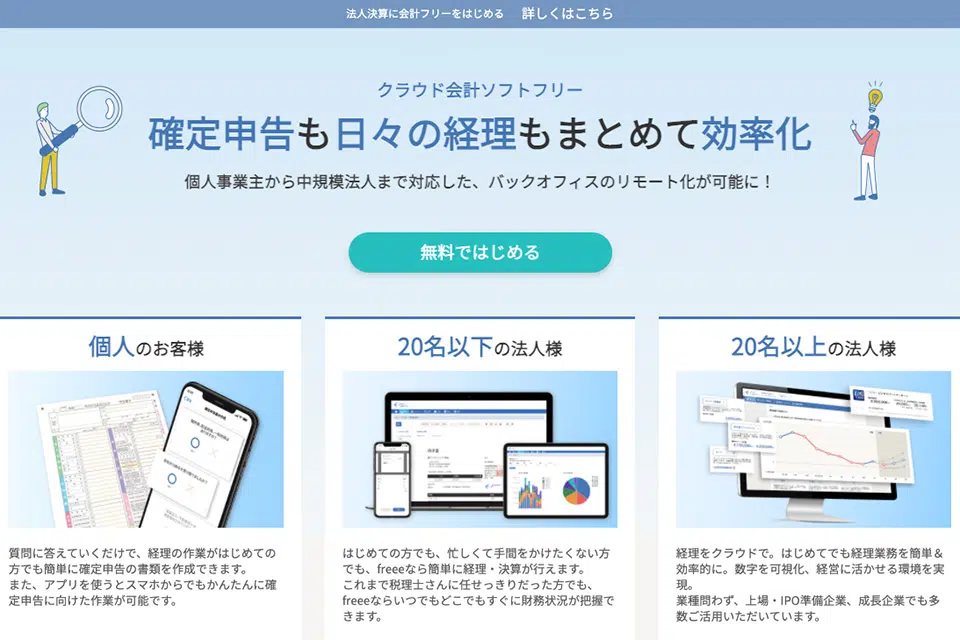 法人決算に会計フリーをはじめる 詳しくはこちら
クラウド会計ソフトフリー
確定申告も日々の経理もまとめて効率化
個人事業主から中規模法人まで対応した、バックオフィスのリモート化が可能に！
無料ではじめる
個人のお客様
20名以下の法人様
20名以上の法人様
質問に答えていくだけで、経理の作業がはじめての
方でも簡単に確定申告の書類を作成できます。
また、アプリを使うとスマホからでもかんたんに確
定申告に向けた作業が可能です。
はじめての方でも、忙しくて手間をかけたくない方
でも、freeeなら簡単に経理・決算が行えます。
これまで税理士さんに任せっきりだった方でも、
freeeならいつでもどこでもすぐに財務状況が把握で
きます。
経理をクラウドで。はじめてでも経理業務を簡単＆
効率的に。数字を可視化、経営に活かせる環境を実
現。
業種問わず、上場・IPO準備企業、成長企業でも多
数ご活用いただいています。